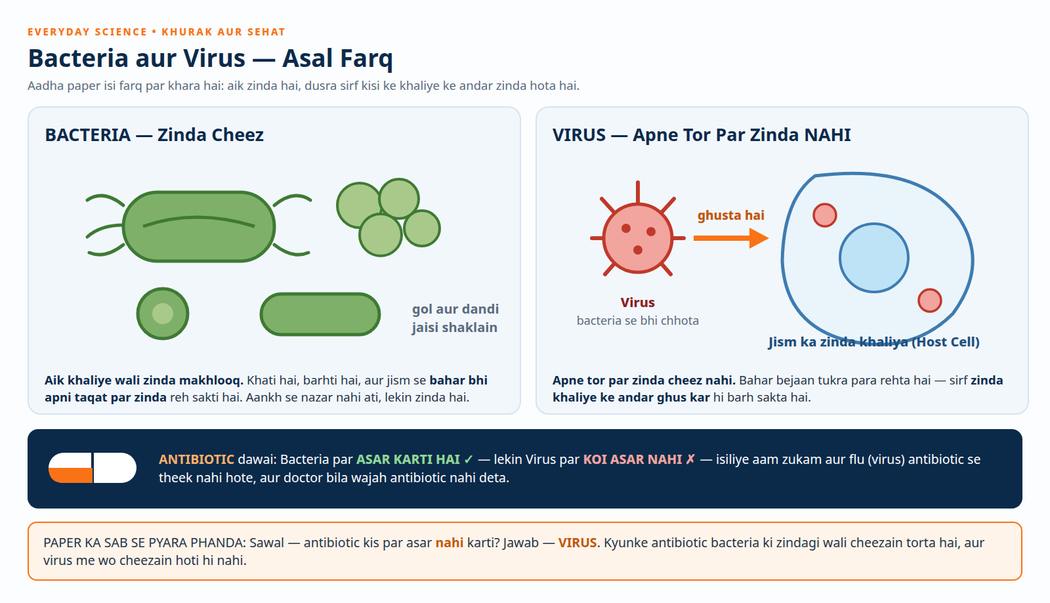 EVERYDAY SCIENCE • KHURAK AUR SEHAT
Bacteria aur Virus — Asal Farq
Aadha paper isi farq par khara hai: aik zinda hai, dusra sirf kisi ke khaliye ke andar zinda hota hai.
BACTERIA — Zinda Cheez
gol aur dandi
jaisi shaklain
Aik khaliye wali zinda makhlooq. Khati hai, barhti hai, aur jism se bahar bhi
apni taqat par zinda reh sakti hai. Aankh se nazar nahi ati, lekin zinda hai.
VIRUS — Apne Tor Par Zinda NAHI
ghusta hai
Virus
bacteria se bhi chhota
Jism ka zinda khaliya (Host Cell)
Apne tor par zinda cheez nahi. Bahar bejaan tukra para rehta hai — sirf zinda
khaliye ke andar ghus kar hi barh sakta hai.
ANTIBIOTIC dawai: Bacteria par ASAR KARTI HAI ✓ — lekin Virus par KOI ASAR NAHI ✗ — isiliye aam zukam aur flu (virus) antibiotic se
theek nahi hote, aur doctor bila wajah antibiotic nahi deta.
PAPER KA SAB SE PYARA PHANDA: Sawal — antibiotic kis par asar nahi karti? Jawab — VIRUS. Kyunke antibiotic bacteria ki zindagi wali cheezain torta hai, aur
virus me wo cheezain hoti hi nahi.